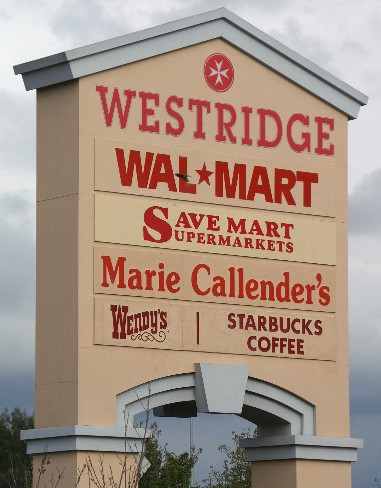 WESTRIDGE
WAL★MART
SAVE MART
SUPERMARKETS
Marie Callender's
WENDY'S | STARBUCKS
COFFEE